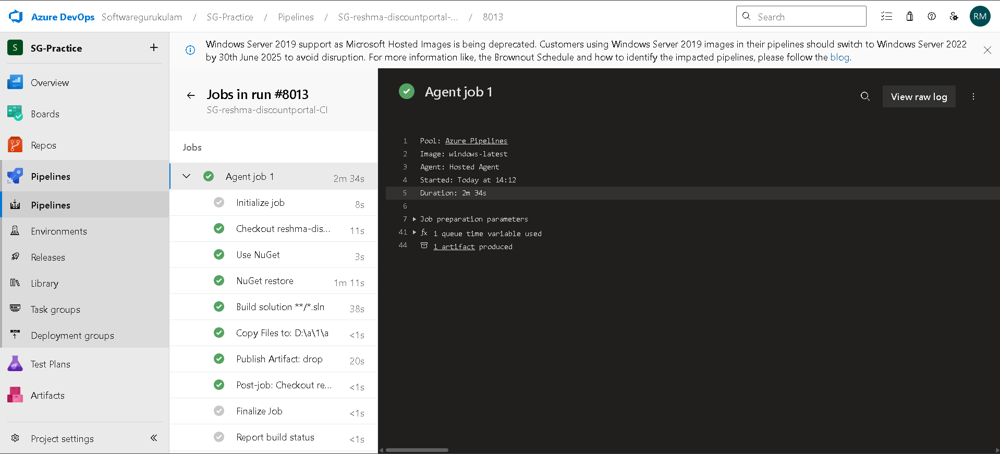 Azure DevOps Softwaregurukulam / SG-Practice / Pipelines / SG-reshma-discountportal-... / 8013
Search
RM
S SG-Practice
Overview
Boards
Repos
Pipelines
Pipelines
Environments
Releases
Library
Task groups
Deployment groups
Test Plans
Artifacts
Project settings
Windows Server 2019 support as Microsoft Hosted Images is being deprecated. Customers using Windows Server 2019 images in their pipelines should switch to Windows Server 2022
by 30th June 2025 to avoid disruption. For more information like, the Brownout Schedule and how to identify the impacted pipelines, please follow the blog.
Jobs in run #8013
SG-reshma-discountportal-CI
Jobs
Agent job 1 2m 34s
Initialize job 8s
Checkout reshma-dis... 11s
Use NuGet 3s
NuGet restore 1m 11s
Build solution **/*.sln 38s
Copy Files to: D:\a\1\a <1s
Publish Artifact: drop 20s
Post-job: Checkout re... <1s
Finalize Job <1s
Report build status <1s
Agent job 1
View raw log
1 Pool: Azure Pipelines
2 Image: windows-latest
3 Agent: Hosted Agent
4 Started: Today at 14:12
5 Duration: 2m 34s
6
7 Job preparation parameters
41 fx 1 queue time variable used
44 1 artifact produced